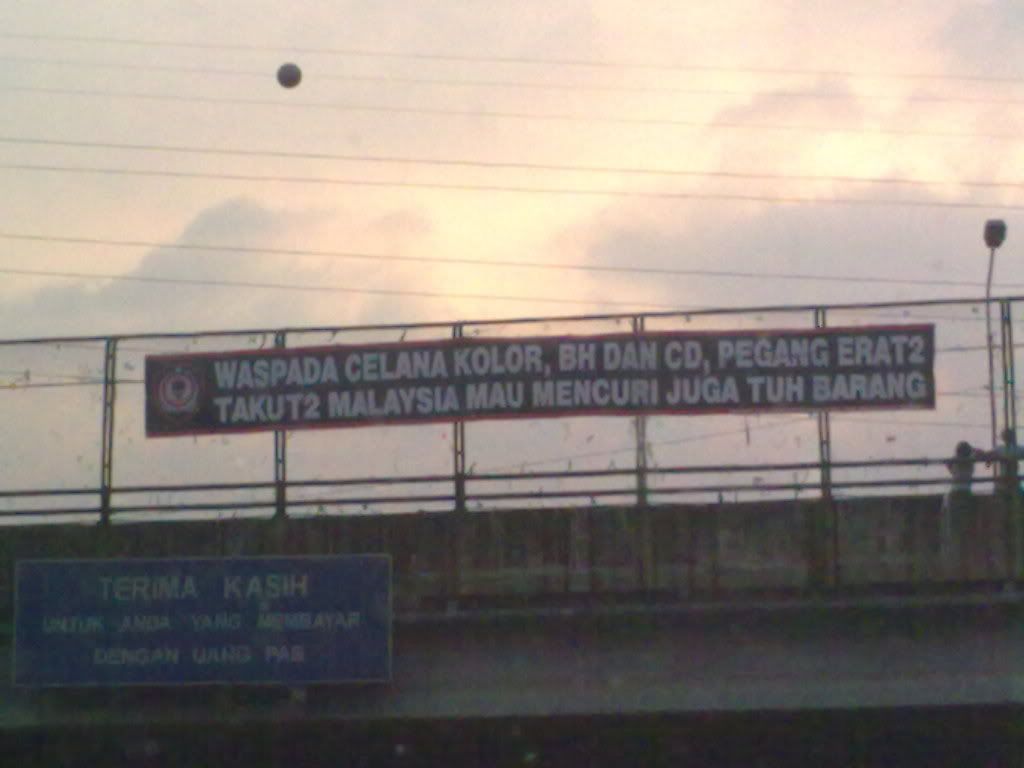 WASPADA CELANA KOLOR, BH DAN CD, PEGANG ERAT2
TAKUT2 MALAYSIA MAU MENCURI JUGA TUH BARANG
TERIMA KASIH
UNTUK ANDA YANG MEMBAYAR
DENGAN UANG PAS